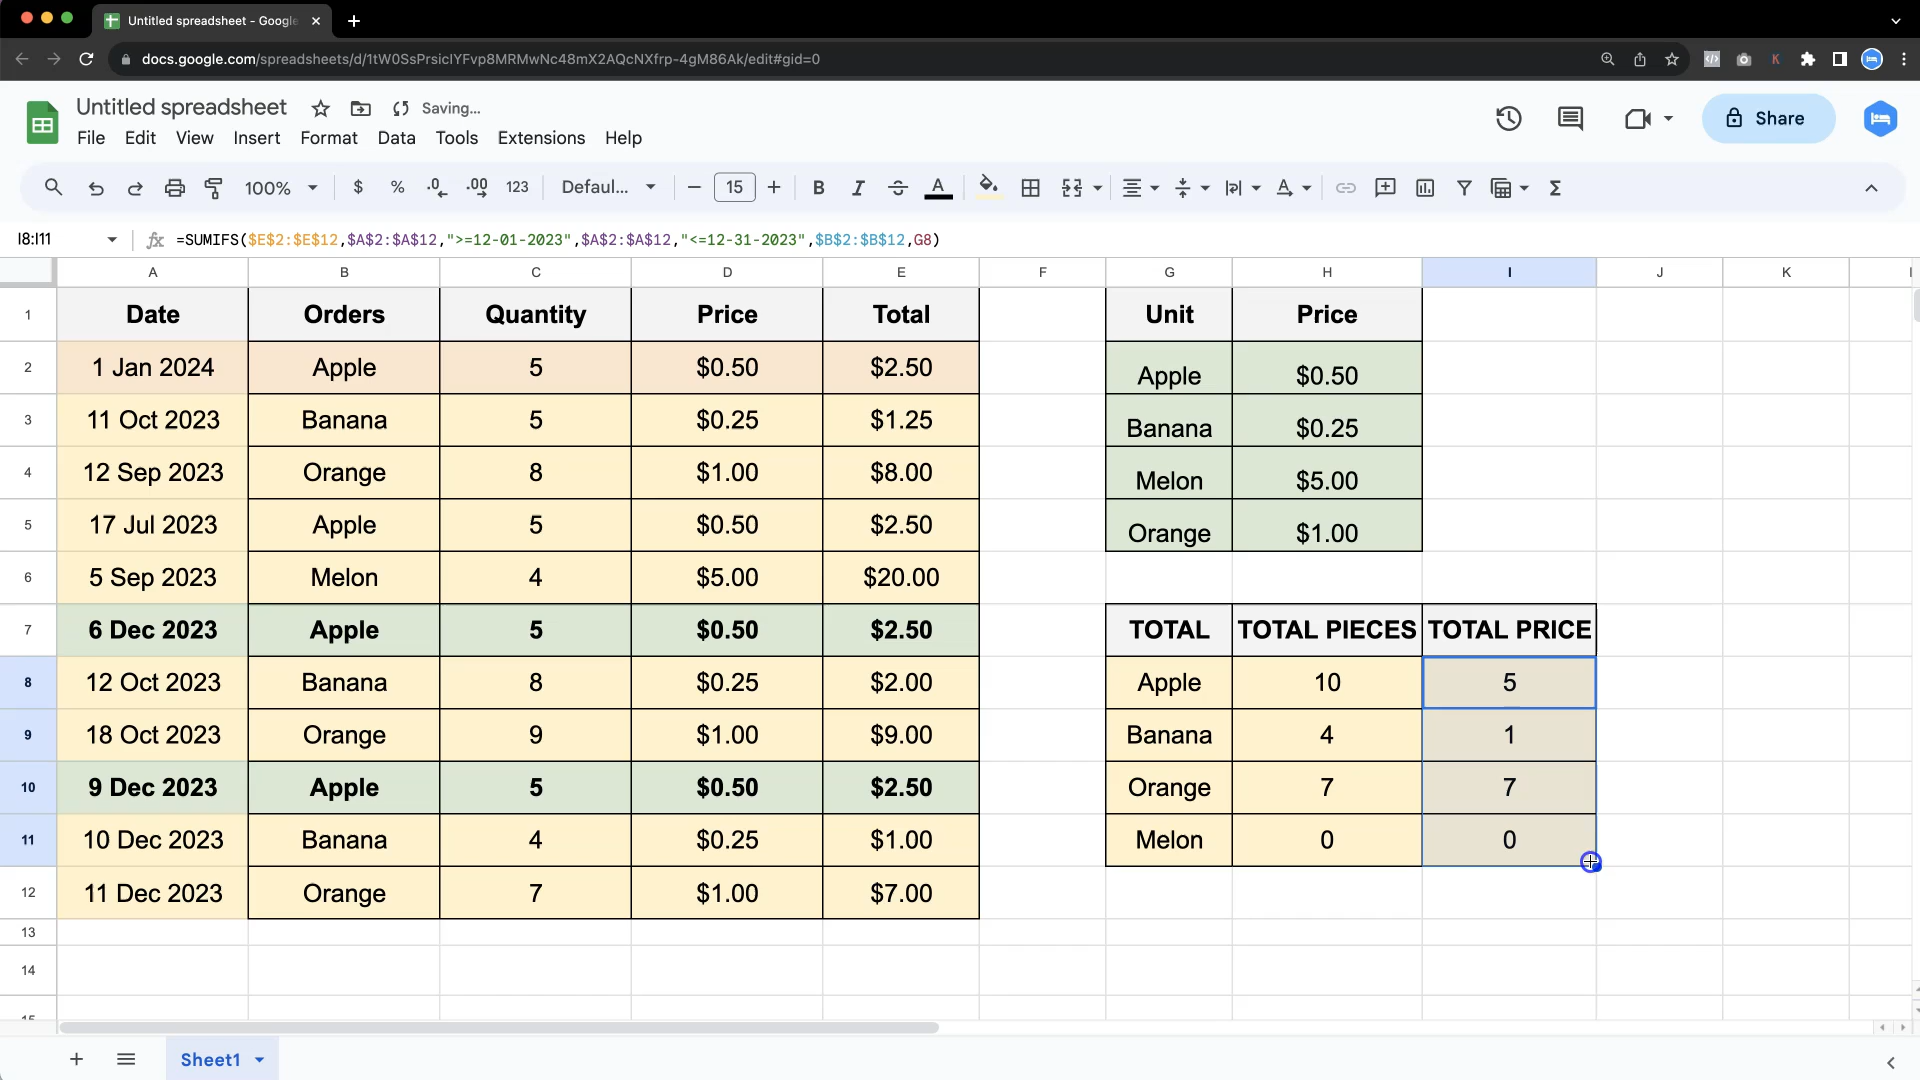 Untitled spreadsheet - Google
docs.google.com/spreadsheets/d/1tW0SsPrsicIYFvp8MRMwNc48mX2AQcNXfrp-4gM86Ak/edit#gid=0
Untitled spreadsheet Saving...
File Edit View Insert Format Data Tools Extensions Help
Share
100% $ % .0 .00 123 Defaul... 15 B I S A A Σ
I8:I11 fx =SUMIFS($E$2:$E$12,$A$2:$A$12,">=12-01-2023",$A$2:$A$12,"<=12-31-2023",$B$2:$B$12,G8)
A B C D E F G H I J K
1 Date Orders Quantity Price Total Unit Price
2 1 Jan 2024 Apple 5 $0.50 $2.50 Apple $0.50
3 11 Oct 2023 Banana 5 $0.25 $1.25 Banana $0.25
4 12 Sep 2023 Orange 8 $1.00 $8.00 Melon $5.00
5 17 Jul 2023 Apple 5 $0.50 $2.50 Orange $1.00
6 5 Sep 2023 Melon 4 $5.00 $20.00
7 6 Dec 2023 Apple 5 $0.50 $2.50 TOTAL TOTAL PIECES TOTAL PRICE
8 12 Oct 2023 Banana 8 $0.25 $2.00 Apple 10 5
9 18 Oct 2023 Orange 9 $1.00 $9.00 Banana 4 1
10 9 Dec 2023 Apple 5 $0.50 $2.50 Orange 7 7
11 10 Dec 2023 Banana 4 $0.25 $1.00 Melon 0 0
12 11 Dec 2023 Orange 7 $1.00 $7.00
13
14
Sheet1